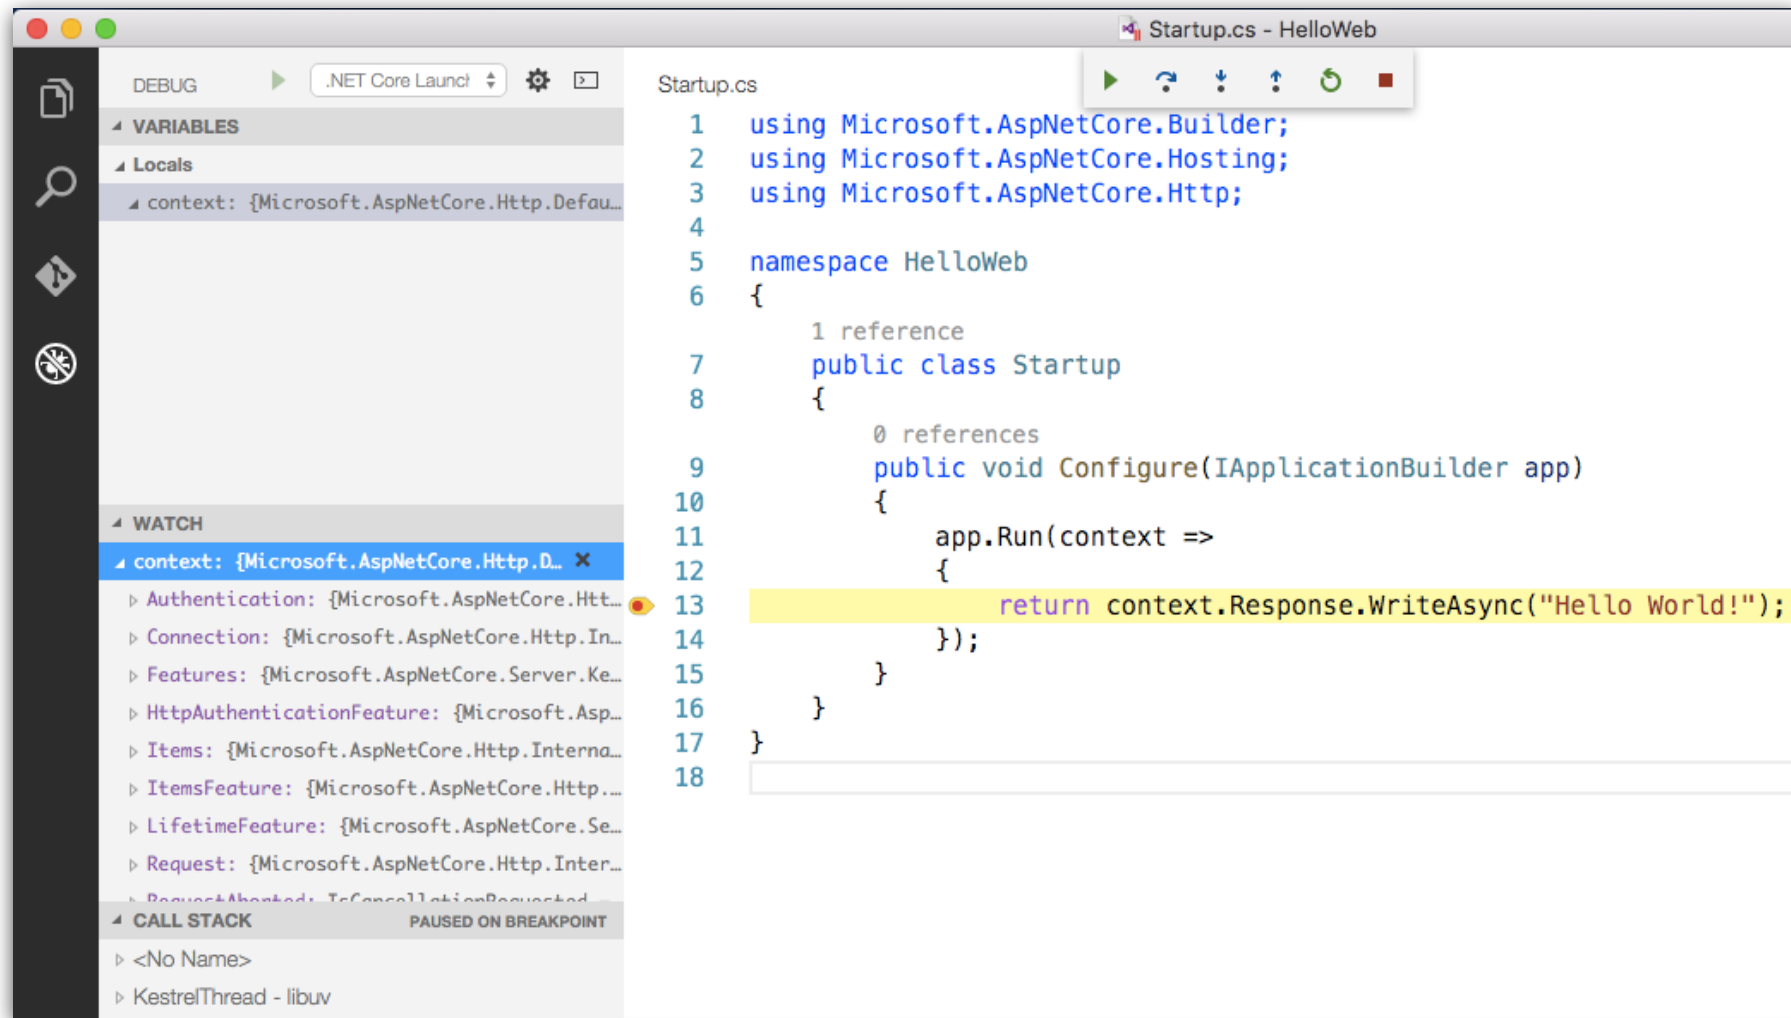 Startup.cs - HelloWeb
DEBUG
.NET Core Launch
VARIABLES
Locals
context: {Microsoft.AspNetCore.Http.Defau...
WATCH
context: {Microsoft.AspNetCore.Http.D...
Authentication: {Microsoft.AspNetCore.Htt...
Connection: {Microsoft.AspNetCore.Http.In...
Features: {Microsoft.AspNetCore.Server.Ke...
HttpAuthenticationFeature: {Microsoft.Asp...
Items: {Microsoft.AspNetCore.Http.Interna...
ItemsFeature: {Microsoft.AspNetCore.Http....
LifetimeFeature: {Microsoft.AspNetCore.Se...
Request: {Microsoft.AspNetCore.Http.Inter...
RequestAborted: IsCancellationRequested
CALL STACK PAUSED ON BREAKPOINT
<No Name>
KestrelThread - libuv
Startup.cs
1 using Microsoft.AspNetCore.Builder;
2 using Microsoft.AspNetCore.Hosting;
3 using Microsoft.AspNetCore.Http;
4
5 namespace HelloWeb
6 {
1 reference
7 public class Startup
8 {
0 references
9 public void Configure(IApplicationBuilder app)
10 {
11 app.Run(context =>
12 {
13 return context.Response.WriteAsync("Hello World!");
14 });
15 }
16 }
17 }
18